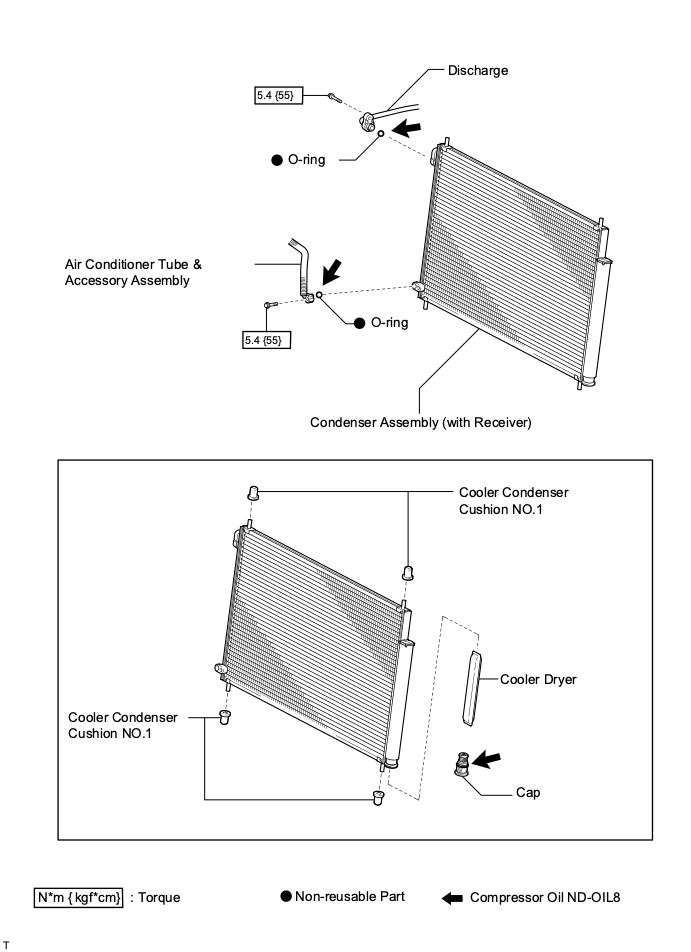 Discharge
5.4 {55}
● O-ring
Air Conditioner Tube &
Accessory Assembly
● O-ring
5.4 {55}
Condenser Assembly (with Receiver)
Cooler Condenser
Cushion NO.1
Cooler Dryer
Cooler Condenser
Cushion NO.1
Cap
N*m { kgf*cm} : Torque
● Non-reusable Part
Compressor Oil ND-OIL8
T